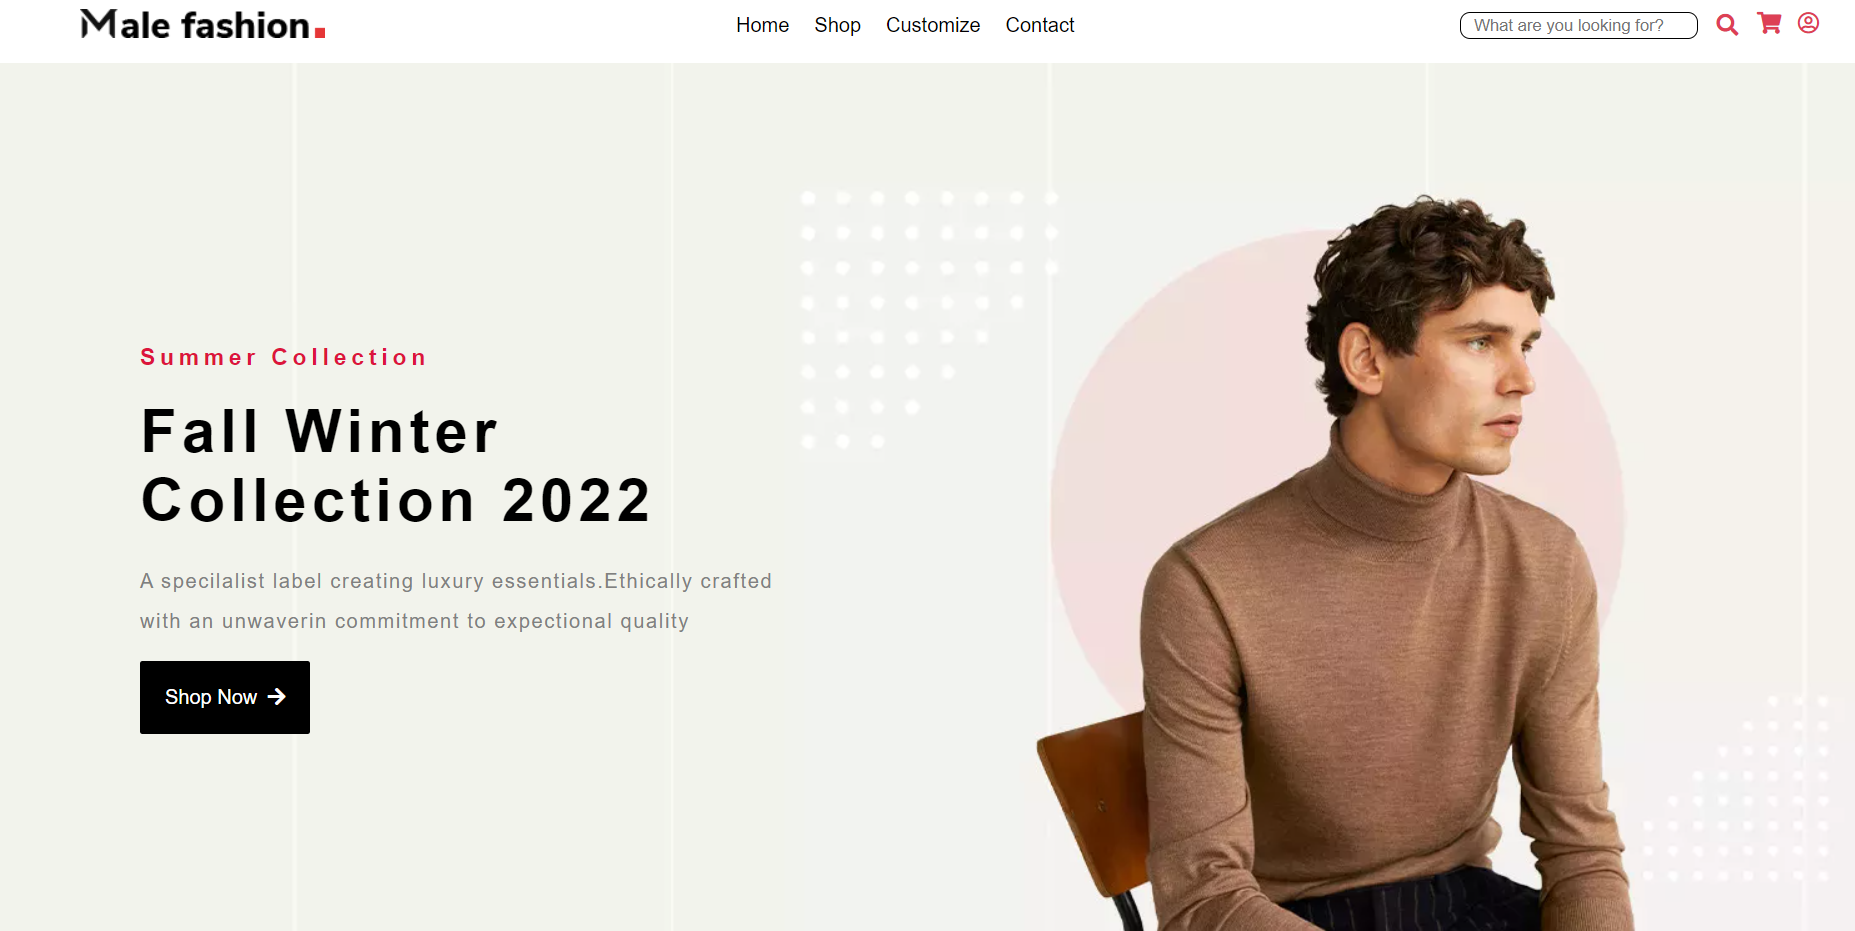 Male fashion.
Home Shop Customize Contact
What are you looking for?
Summer Collection
Fall Winter
Collection 2022
A specilalist label creating luxury essentials.Ethically crafted
with an unwaverin commitment to expectional quality
Shop Now